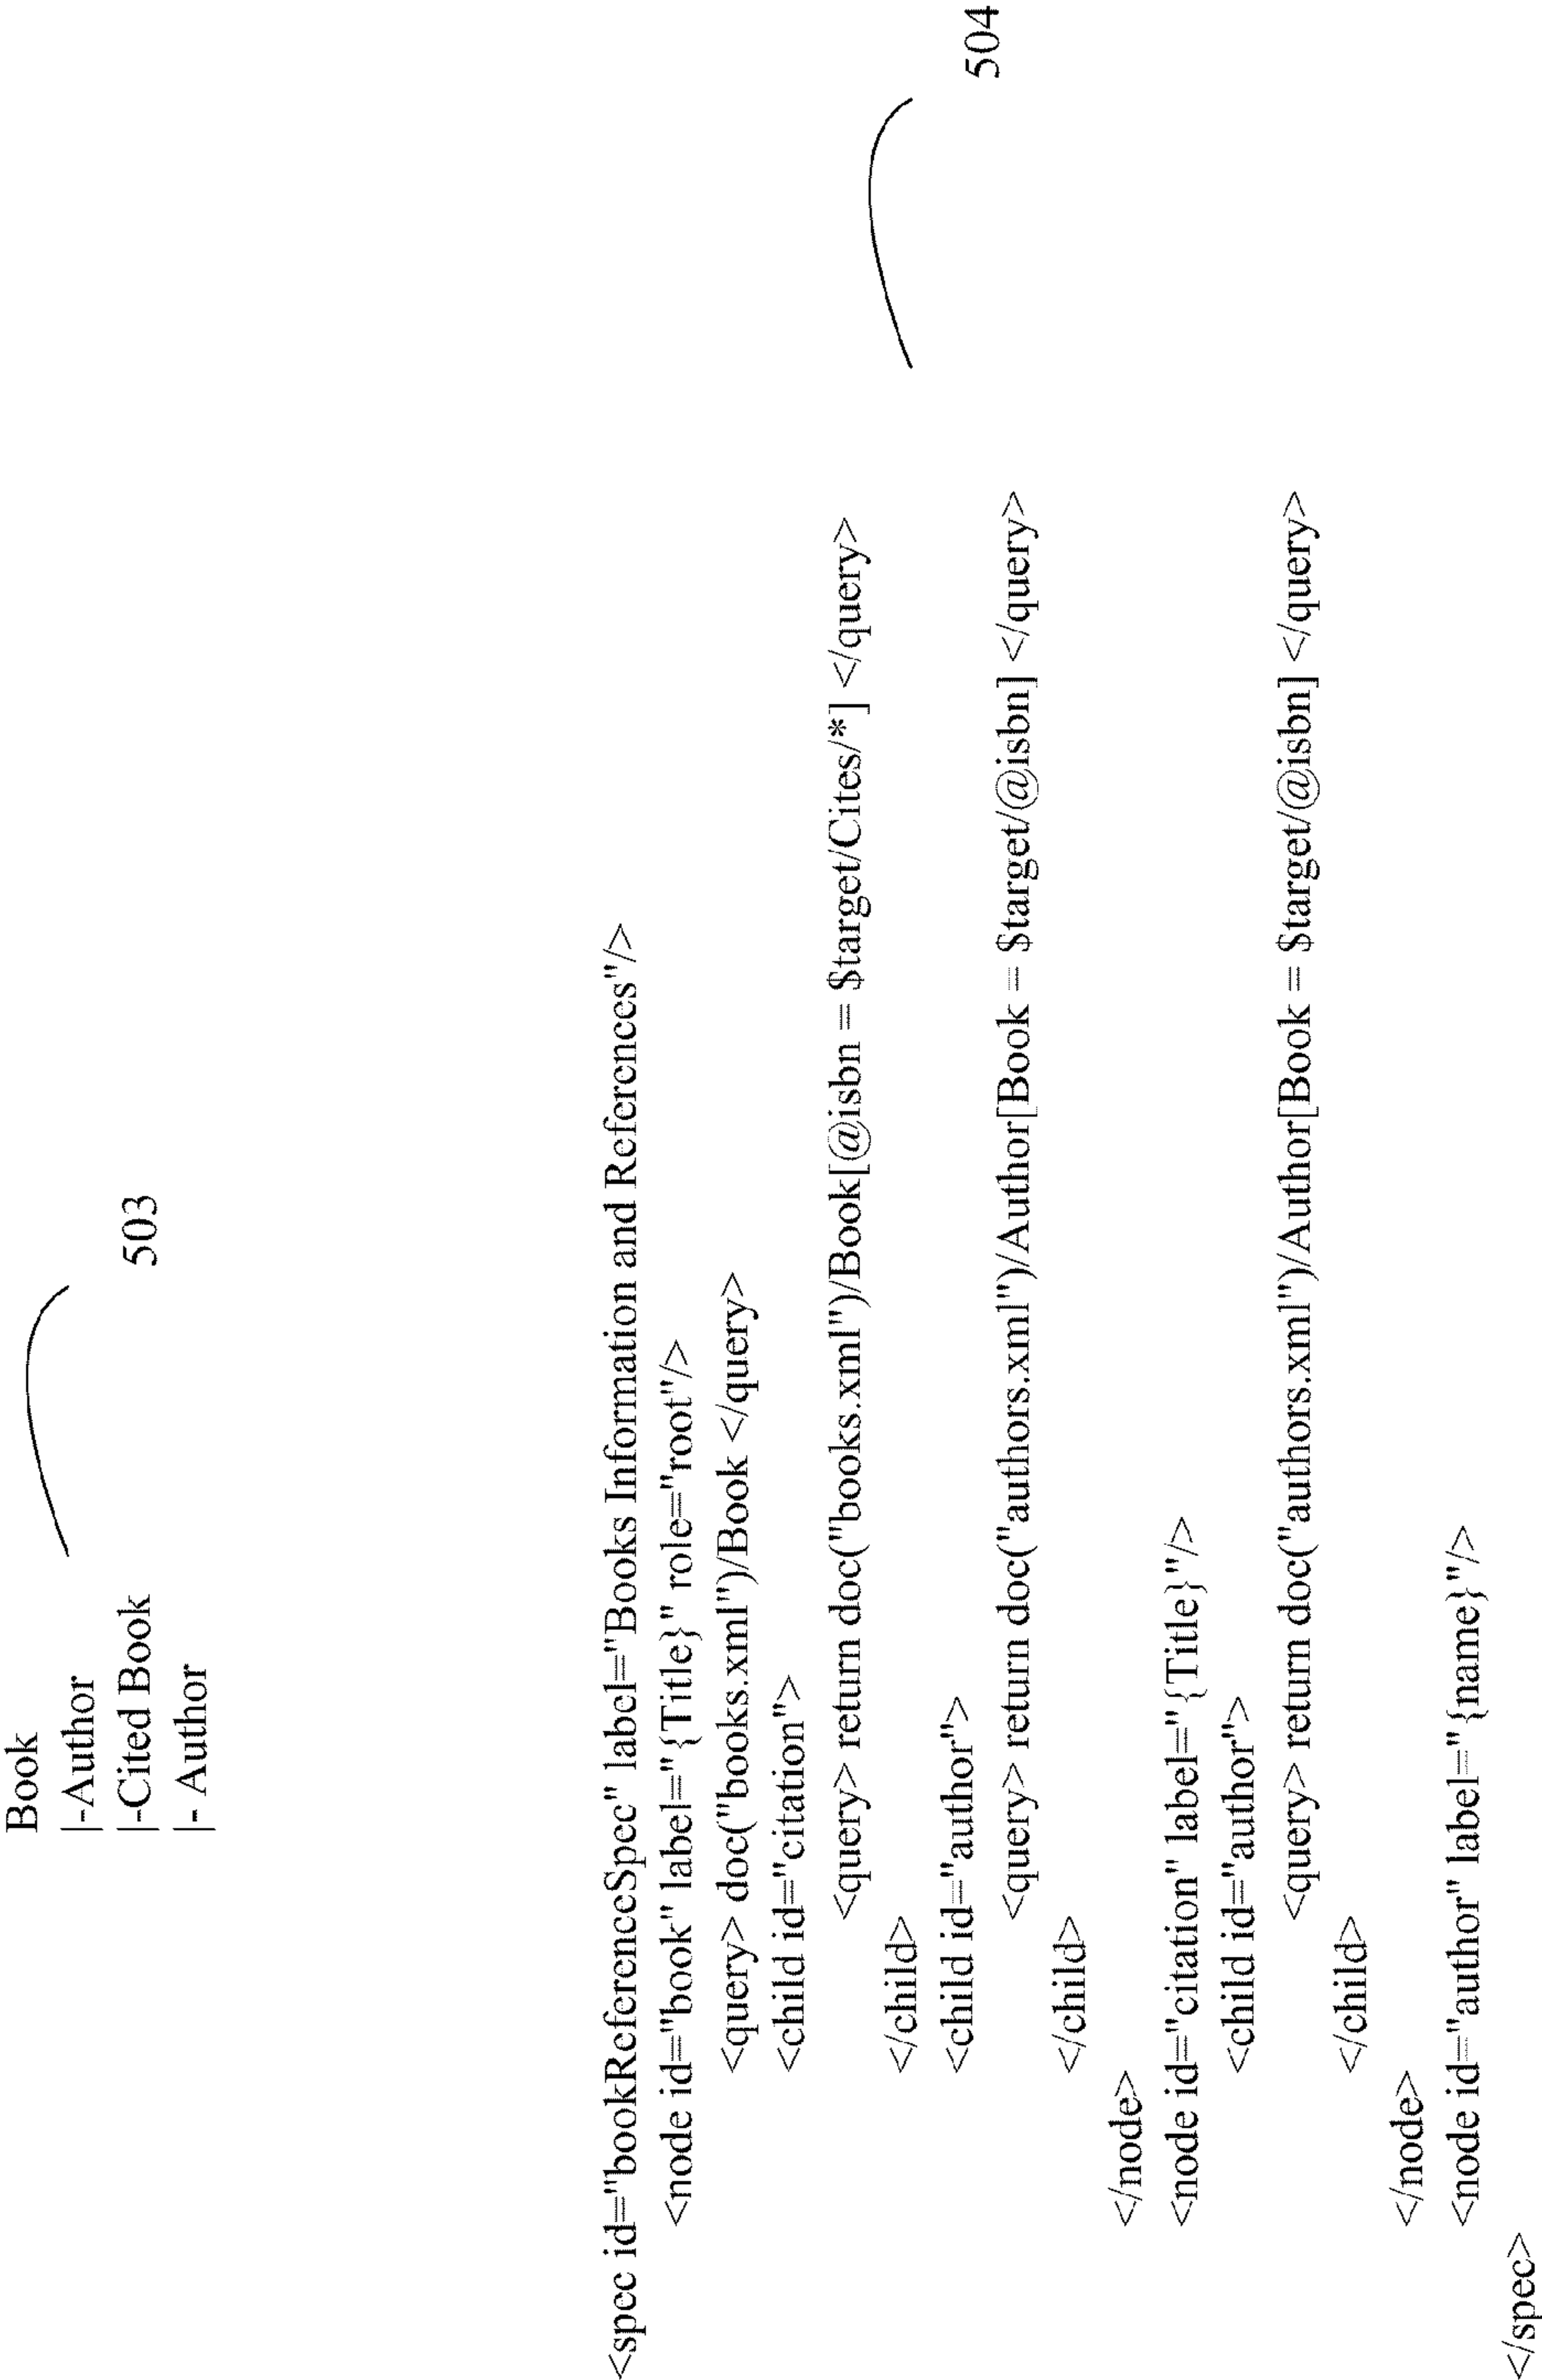 Book
|-Author
|-Cited Book
|- Author
503
<spec id="bookReferenceSpec" label="Books Information and References"/>
<node id="book" label="{Title}" role="root"/>
<query> doc("books.xml")/Book </query>
<child id="citation">
<query> return doc("books.xml")/Book[@isbn = $target/Cites/*] </query>
</child>
<child id="author">
<query> return doc("authors.xml")/Author[Book = $target/@isbn] </query>
</child>
</node>
<node id="citation" label="{Title}"/>
<child id="author">
<query> return doc("authors.xml")/Author[Book = $target/@isbn] </query>
</child>
</node>
<node id="author" label="{name}"/>
</spec>
504